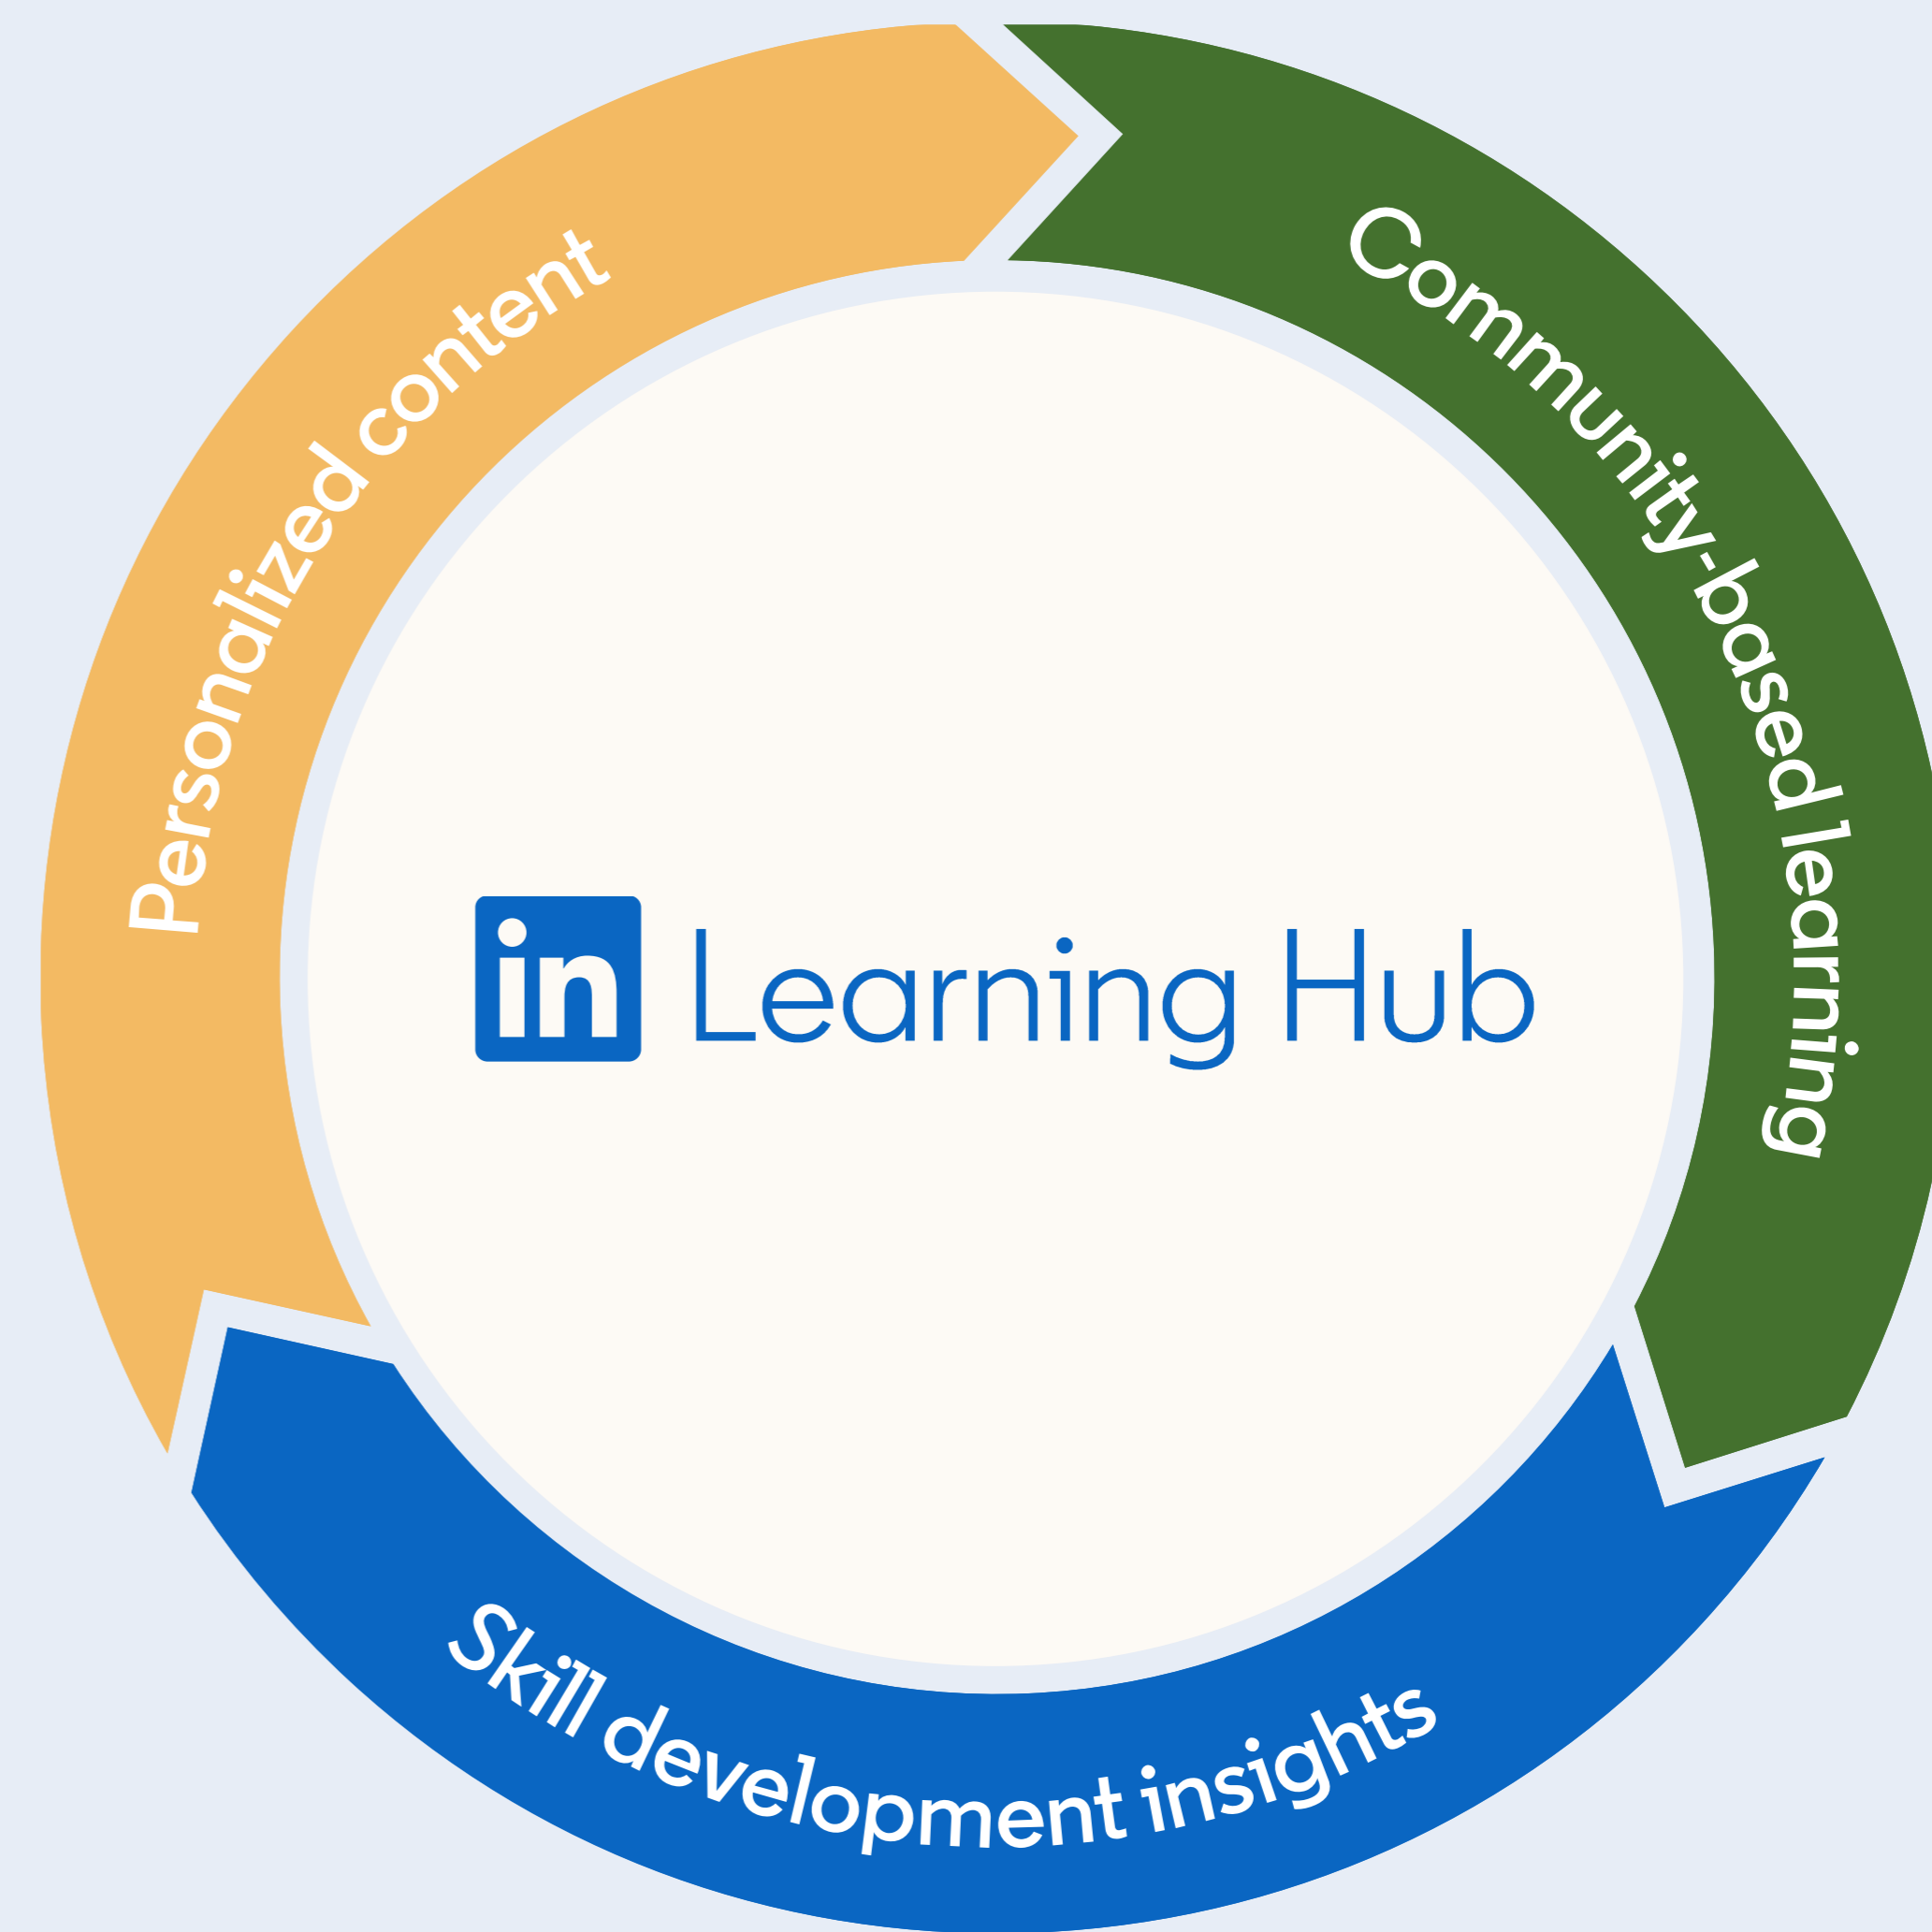 Personalized content
Community-based learning
in Learning Hub
Skill development insights